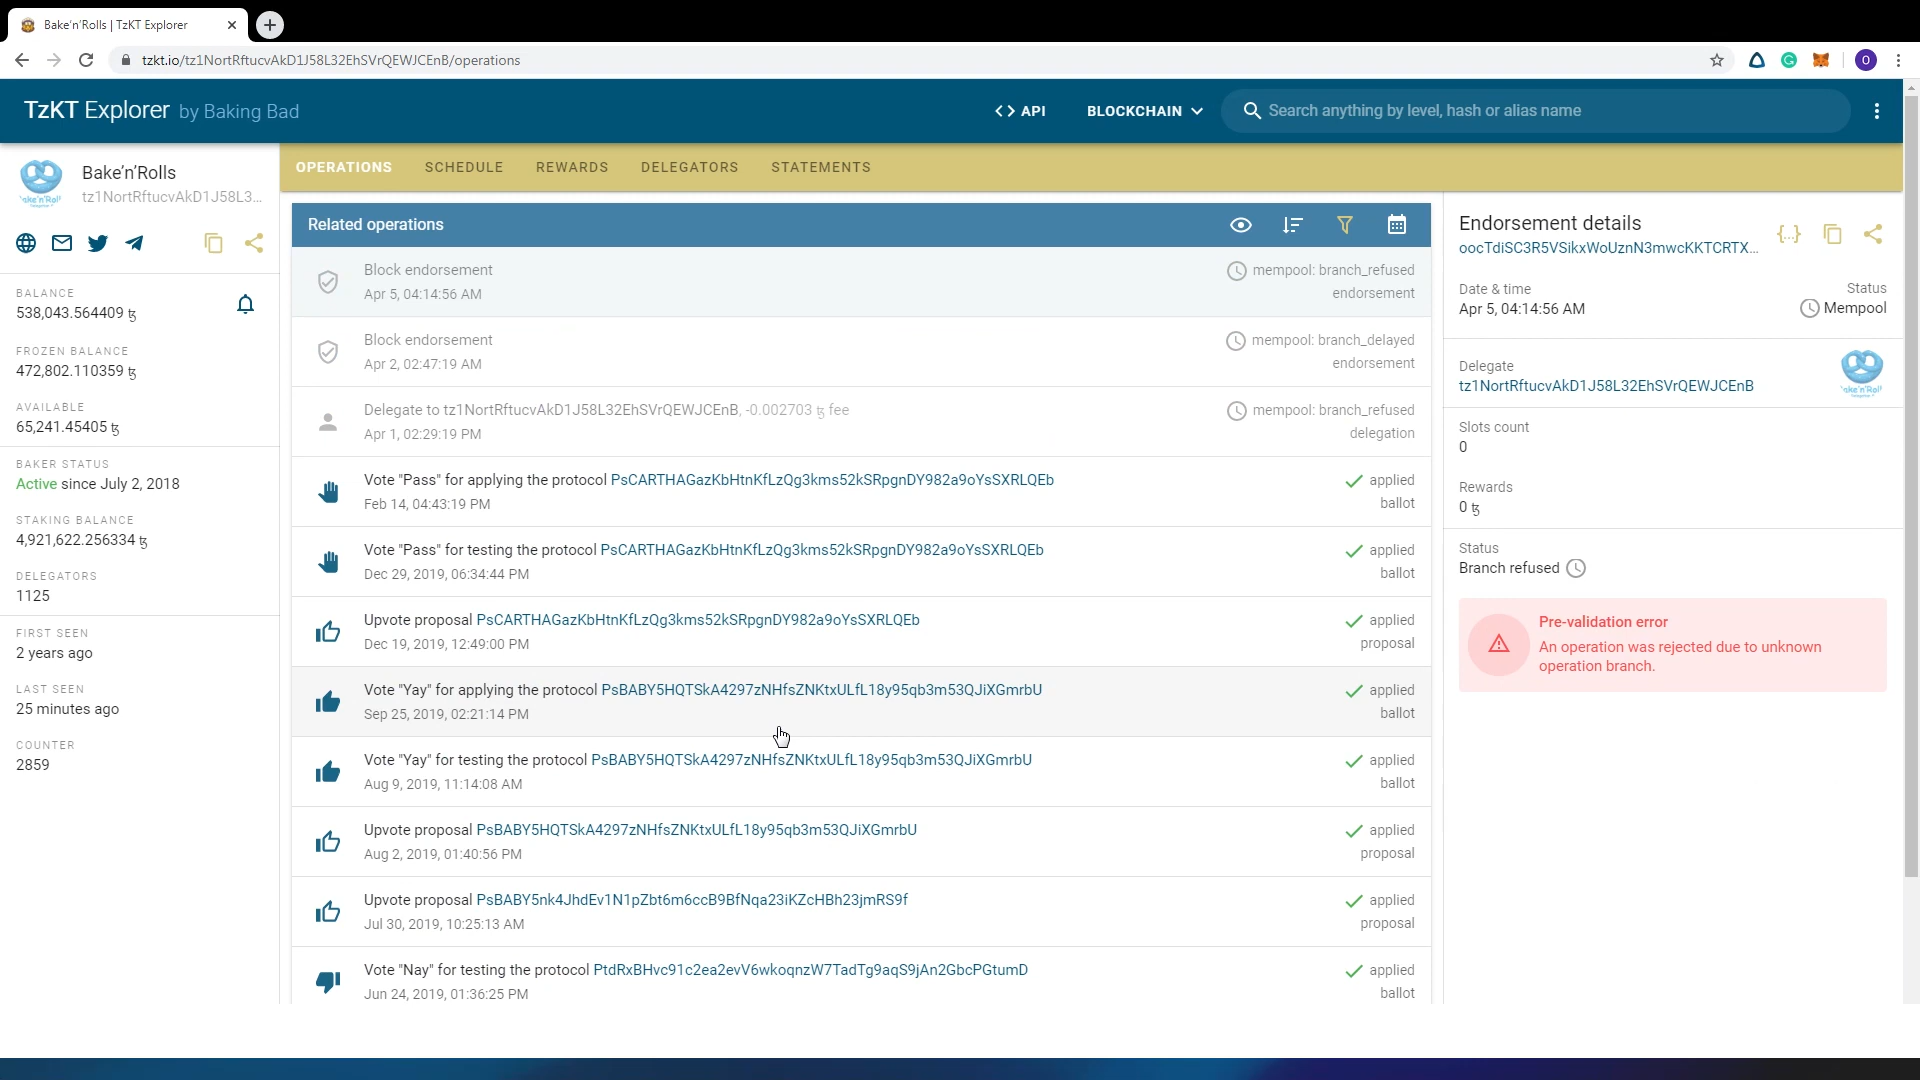 Bake'n'Rolls | TzKT Explorer
tzkt.io/tz1NortRftucvAkD1J58L32EhSVrQEWJCEnB/operations
O
TzKT Explorer by Baking Bad
<> API
BLOCKCHAIN
Search anything by level, hash or alias name
Bake'n'Rolls
tz1NortRftucvAkD1J58L3...
OPERATIONS
SCHEDULE
REWARDS
DELEGATORS
STATEMENTS
BALANCE
538,043.564409 ꜩ
FROZEN BALANCE
472,802.110359 ꜩ
AVAILABLE
65,241.45405 ꜩ
BAKER STATUS
Active since July 2, 2018
STAKING BALANCE
4,921,622.256334 ꜩ
DELEGATORS
1125
FIRST SEEN
2 years ago
LAST SEEN
25 minutes ago
COUNTER
2859
Related operations
Block endorsement
mempool: branch_refused
Apr 5, 04:14:56 AM
endorsement
Block endorsement
mempool: branch_delayed
Apr 2, 02:47:19 AM
endorsement
Delegate to tz1NortRftucvAkD1J58L32EhSVrQEWJCEnB, -0.002703 ꜩ fee
mempool: branch_refused
Apr 1, 02:29:19 PM
delegation
Vote "Pass" for applying the protocol PsCARTHAGazKbHtnKfLzQg3kms52kSRpgnDY982a9oYsSXRLQEb
applied
Feb 14, 04:43:19 PM
ballot
Vote "Pass" for testing the protocol PsCARTHAGazKbHtnKfLzQg3kms52kSRpgnDY982a9oYsSXRLQEb
applied
Dec 29, 2019, 06:34:44 PM
ballot
Upvote proposal PsCARTHAGazKbHtnKfLzQg3kms52kSRpgnDY982a9oYsSXRLQEb
applied
Dec 19, 2019, 12:49:00 PM
proposal
Vote "Yay" for applying the protocol PsBABY5HQTSkA4297zNHfsZNKtxULfL18y95qb3m53QJiXGmrbU
applied
Sep 25, 2019, 02:21:14 PM
ballot
Vote "Yay" for testing the protocol PsBABY5HQTSkA4297zNHfsZNKtxULfL18y95qb3m53QJiXGmrbU
applied
Aug 9, 2019, 11:14:08 AM
ballot
Upvote proposal PsBABY5HQTSkA4297zNHfsZNKtxULfL18y95qb3m53QJiXGmrbU
applied
Aug 2, 2019, 01:40:56 PM
proposal
Upvote proposal PsBABY5nk4JhdEv1N1pZbt6m6ccB9BfNqa23iKZcHBh23jmRS9f
applied
Jul 30, 2019, 10:25:13 AM
proposal
Vote "Nay" for testing the protocol PtdRxBHvc91c2ea2evV6wkoqnzW7TadTg9aqS9jAn2GbcPGtumD
applied
Jun 24, 2019, 01:36:25 PM
ballot
Endorsement details
oocTdiSC3R5VSikxWoUznN3mwcKKTCRTX...
{...}
Date & time
Status
Apr 5, 04:14:56 AM
Mempool
Delegate
tz1NortRftucvAkD1J58L32EhSVrQEWJCEnB
Slots count
0
Rewards
0 ꜩ
Status
Branch refused
Pre-validation error
An operation was rejected due to unknown
operation branch.